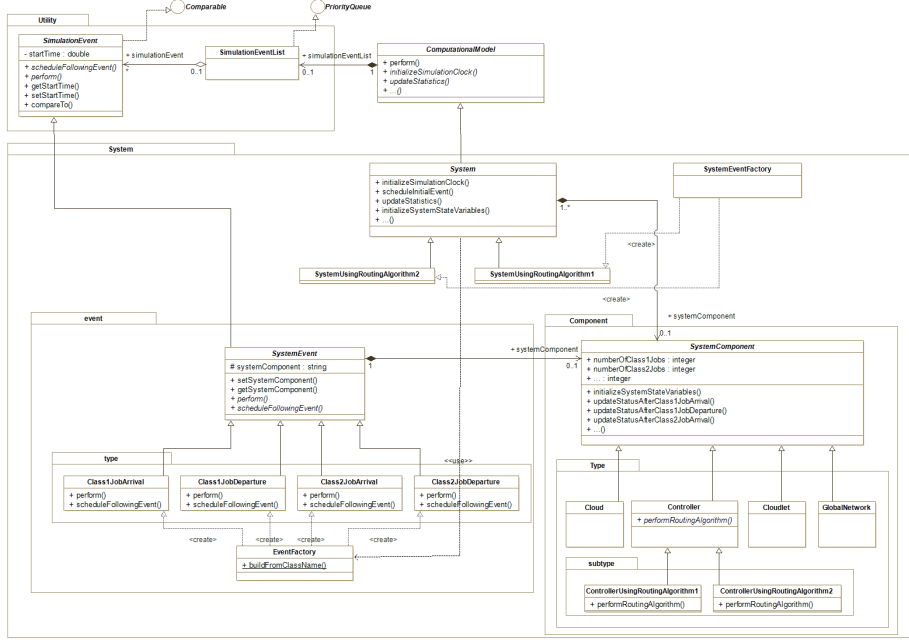 Comparable
PriorityQueue
Utility
SimulationEvent
- startTime : double
+ scheduleFollowingEvent()
+ perform()
+ getStartTime()
+ setStartTime()
+ compareTo()
+ simulationEvent
*
0..1
SimulationEventList
+ simulationEventList
0..1
1
ComputationalModel
+ perform()
+ initializeSimulationClock()
+ updateStatistics()
+ ...()
System
System
+ initializeSimulationClock()
+ scheduleInitialEvent()
+ updateStatistics()
+ initializeSystemStateVariables()
+ ...()
1..*
SystemEventFactory
<create>
SystemUsingRoutingAlgorithm2
SystemUsingRoutingAlgorithm1
<create>
+ systemComponent
0..1
event
SystemEvent
# systemComponent : string
+ setSystemComponent()
+ getSystemComponent()
+ perform()
+ scheduleFollowingEvent()
1
+ systemComponent
0..1
Component
SystemComponent
+ numberOfClass1Jobs : integer
+ numberOfClass2Jobs : integer
+ ... : integer
+ initializeSystemStateVariables()
+ updateStatusAfterClass1JobArrival()
+ updateStatusAfterClass1JobDeparture()
+ updateStatusAfterClass2JobArrival()
+ ...()
type
<<use>>
Class1JobArrival
+ perform()
+ scheduleFollowingEvent()
Class1JobDeparture
+ perform()
+ scheduleFollowingEvent()
Class2JobArrival
+ perform()
+ scheduleFollowingEvent()
Class2JobDeparture
+ perform()
+ scheduleFollowingEvent()
<create>
<create>
<create>
<create>
EventFactory
+ buildFromClassName()
Type
Cloud
Controller
+ performRoutingAlgorithm()
Cloudlet
GlobalNetwork
subtype
ControllerUsingRoutingAlgorithm1
+ performRoutingAlgorithm()
ControllerUsingRoutingAlgorithm2
+ performRoutingAlgorithm()